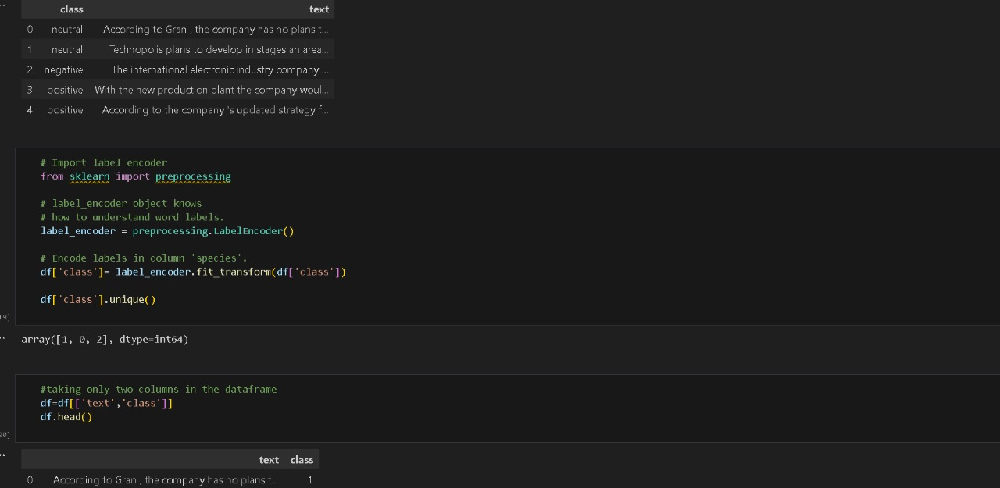 class text
0 neutral According to Gran , the company has no plans t...
1 neutral Technopolis plans to develop in stages an area...
2 negative The international electronic industry company ...
3 positive With the new production plant the company woul...
4 positive According to the company 's updated strategy f...
# Import label encoder
from sklearn import preprocessing
# label_encoder object knows
# how to understand word labels.
label_encoder = preprocessing.LabelEncoder()
# Encode labels in column 'species'.
df['class']= label_encoder.fit_transform(df['class'])
df['class'].unique()
19]
array([1, 0, 2], dtype=int64)
#taking only two columns in the dataframe
df=df[['text','class']]
df.head()
20]
text class
0 According to Gran , the company has no plans t... 1